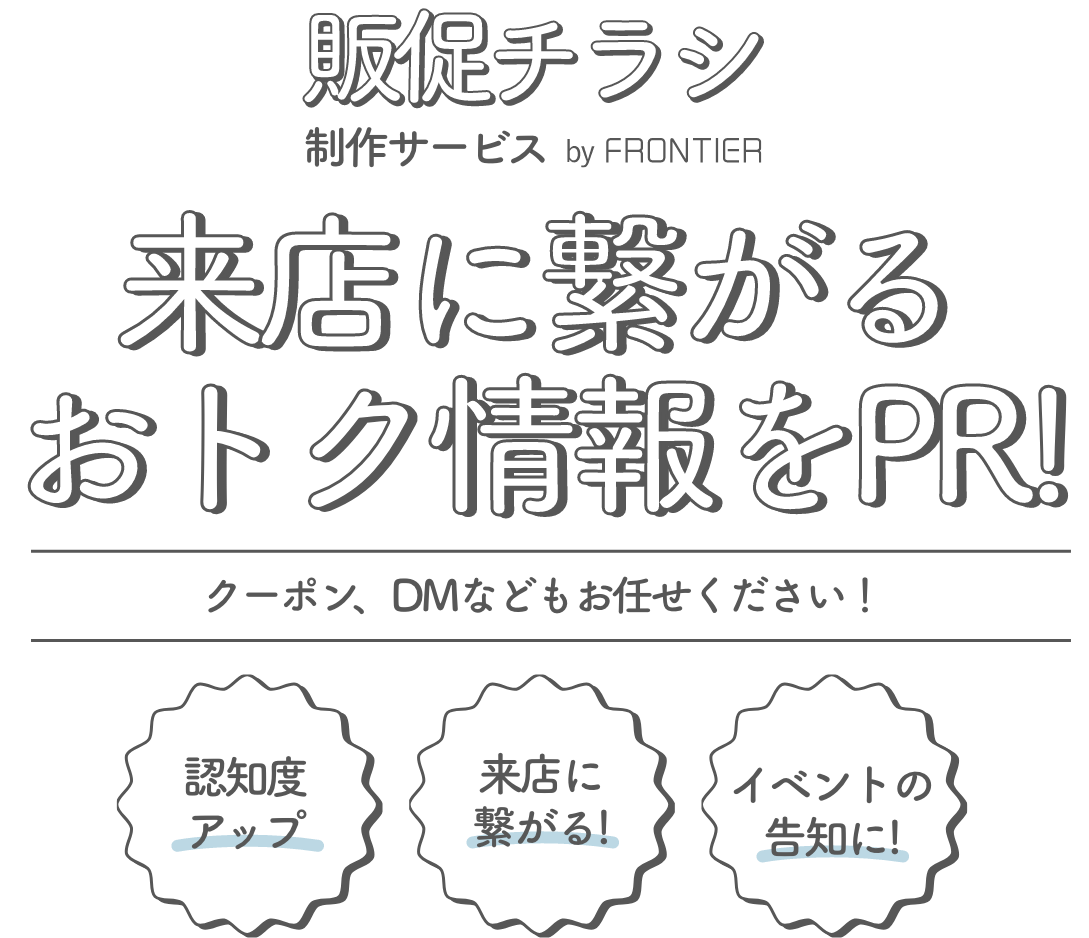 販促チラシ
制作サービス by FRONTIER
来店に繋がる
おトク情報をPR!
クーポン、DMなどもお任せください！
認知度
アップ
来店に
繋がる!
イベントの
告知に!